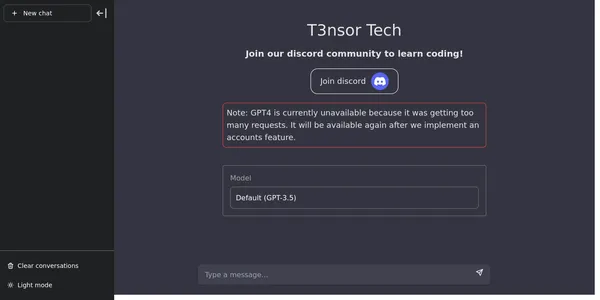 New chat
T3nsor Tech
Join our discord community to learn coding!
Join discord
Note: GPT4 is currently unavailable because it was getting too
many requests. It will be available again after we implement an
accounts feature.
Model
Default (GPT-3.5)
Clear conversations
Light mode
Type a message...